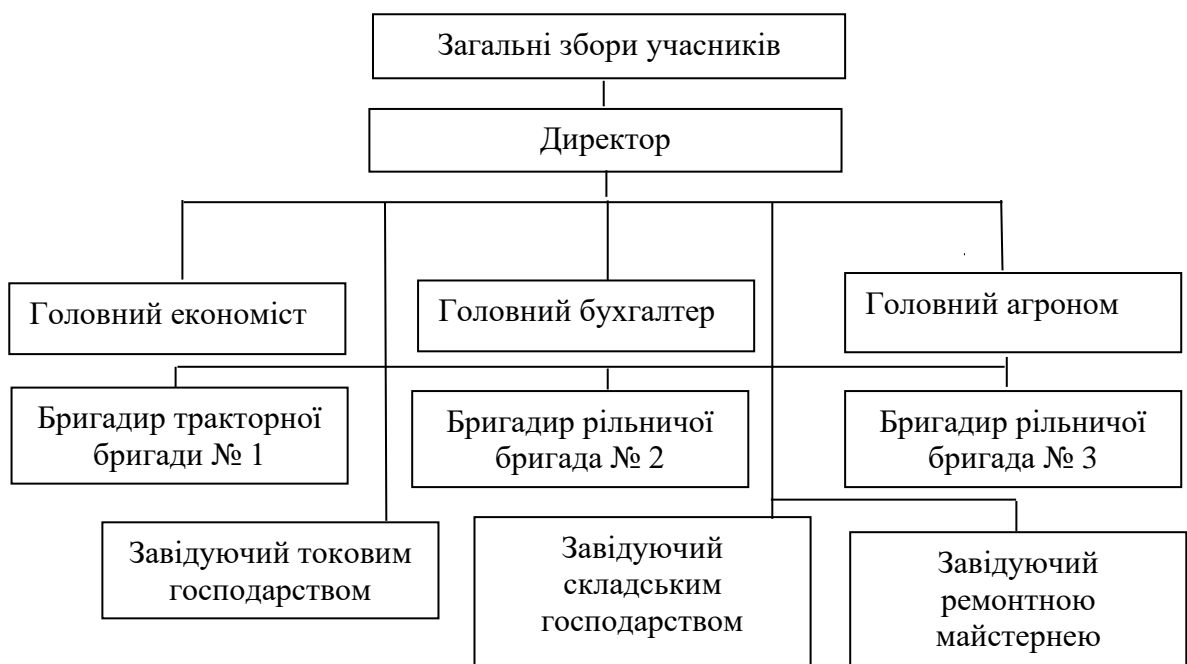 Загальні збори учасників
Директор
Головний економіст
Головний бухгалтер
Головний агроном
Бригадир тракторної
бригади № 1
Бригадир рільничої
бригада № 2
Бригадир рільничої
бригада № 3
Завідуючий токовим
господарством
Завідуючий
складським
господарством
Завідуючий
ремонтною
майстернею